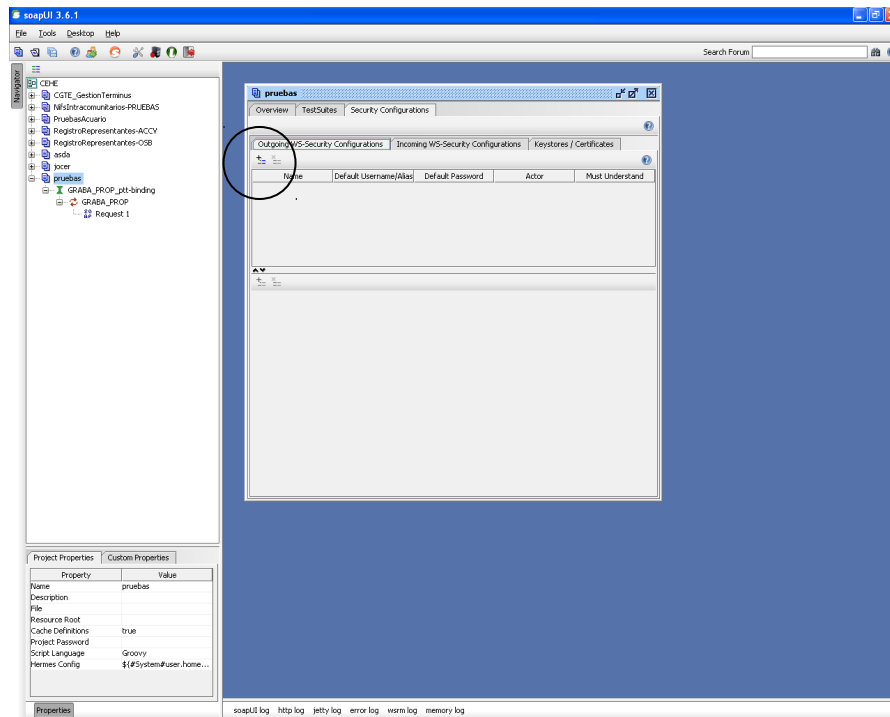 soapUI 3.6.1
File Tools Desktop Help
Search Forum
Navigator
CEHE
CGTE_GestionTerminus
NifsIntracomunitarios-PRUEBAS
PruebasAcuario
RegistroRepresentantes-ACCV
RegistroRepresentantes-OSB
asda
jocer
pruebas
GRABA_PROP_ptt-binding
GRABA_PROP
Request 1
pruebas
Overview TestSuites Security Configurations
Outgoing WS-Security Configurations Incoming WS-Security Configurations Keystores / Certificates
Name Default Username/Alias Default Password Actor Must Understand
Project Properties Custom Properties
Property Value
Name pruebas
Description
File
Resource Root
Cache Definitions true
Project Password
Script Language Groovy
Hermes Config ${#System#user.home...
Properties
soapUI log http log jetty log error log wsrm log memory log